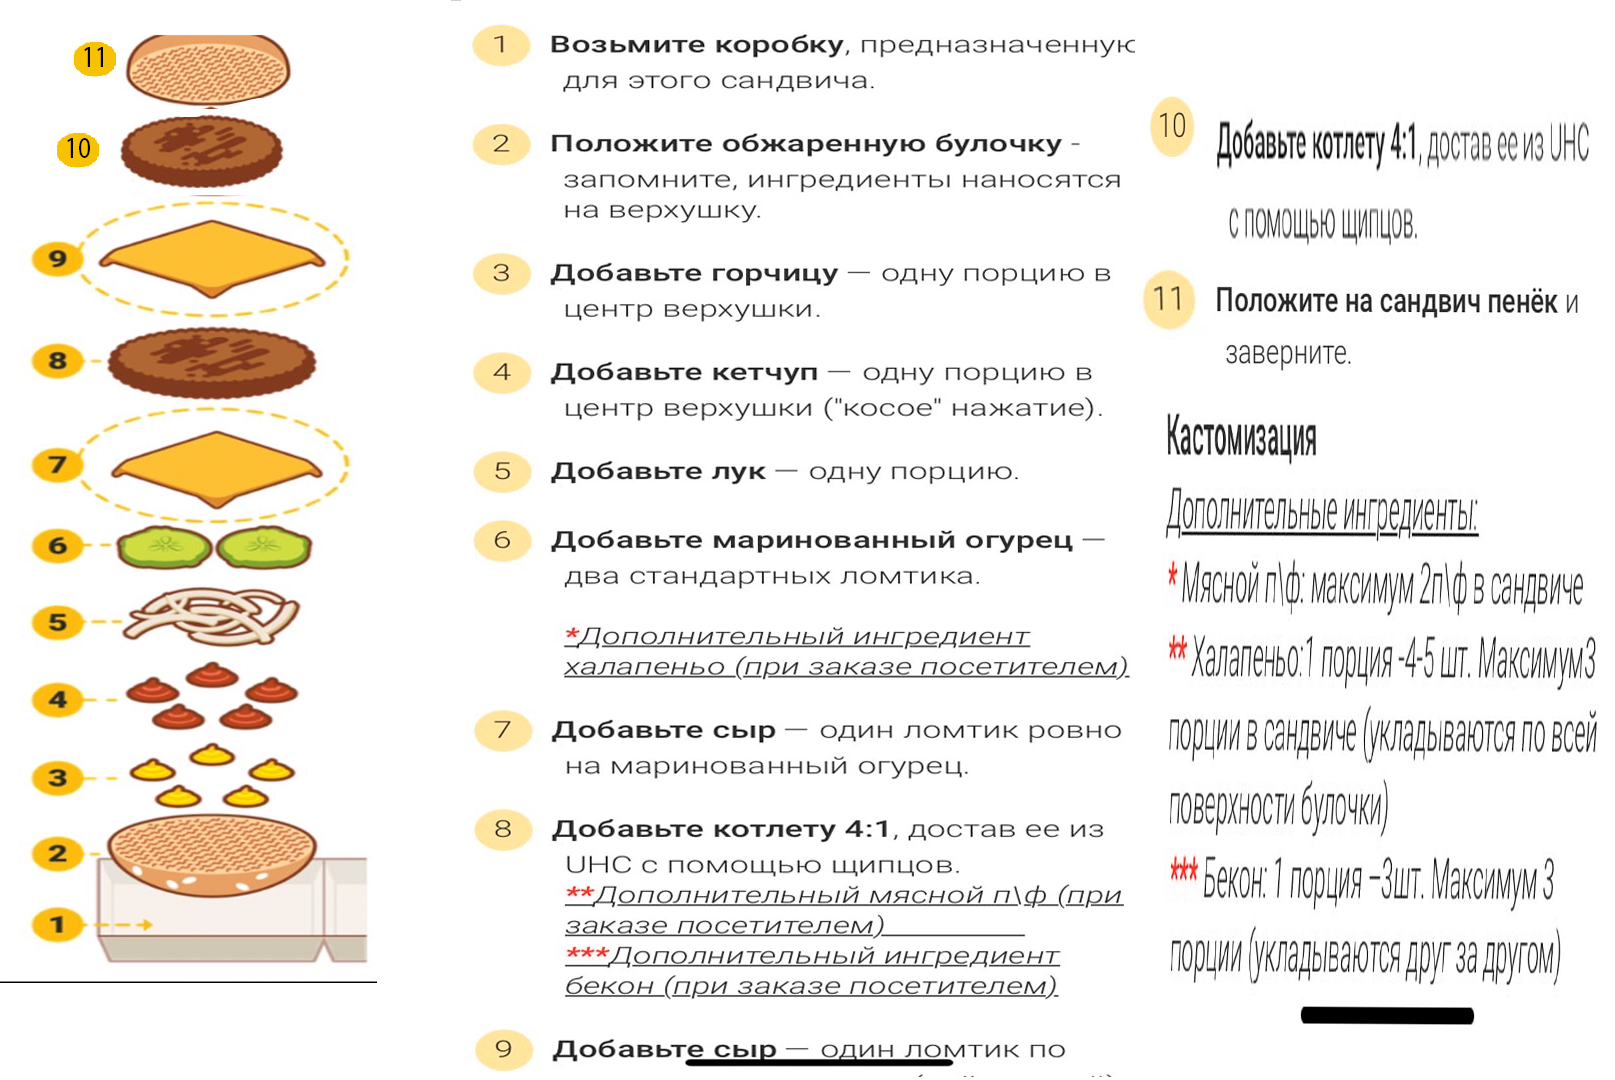 11
10
9
8
7
6
5
4
3
2
1
1 Возьмите коробку, предназначенную
для этого сандвича.
2 Положите обжаренную булочку -
запомните, ингредиенты наносятся
на верхушку.
3 Добавьте горчицу — одну порцию в
центр верхушки.
4 Добавьте кетчуп — одну порцию в
центр верхушки ("косое" нажатие).
5 Добавьте лук — одну порцию.
6 Добавьте маринованный огурец —
два стандартных ломтика.
*Дополнительный ингредиент
халапеньо (при заказе посетителем)
7 Добавьте сыр — один ломтик ровно
на маринованный огурец.
8 Добавьте котлету 4:1, достав ее из
UHC с помощью щипцов.
**Дополнительный мясной п\ф (при
заказе посетителем)
***Дополнительный ингредиент
бекон (при заказе посетителем)
9 Добавьте сыр — один ломтик по
10 Добавьте котлету 4:1, достав ее из UHC
с помощью щипцов.
11 Положите на сандвич пенёк и
заверните.
Кастомизация
Дополнительные ингредиенты:
* Мясной п\ф: максимум 2п\ф в сандвиче
** Халапеньо:1 порция -4-5 шт. Максимум3
порции в сандвиче (укладываются по всей
поверхности булочки)
*** Бекон: 1 порция –3шт. Максимум 3
порции (укладываются друг за другом)